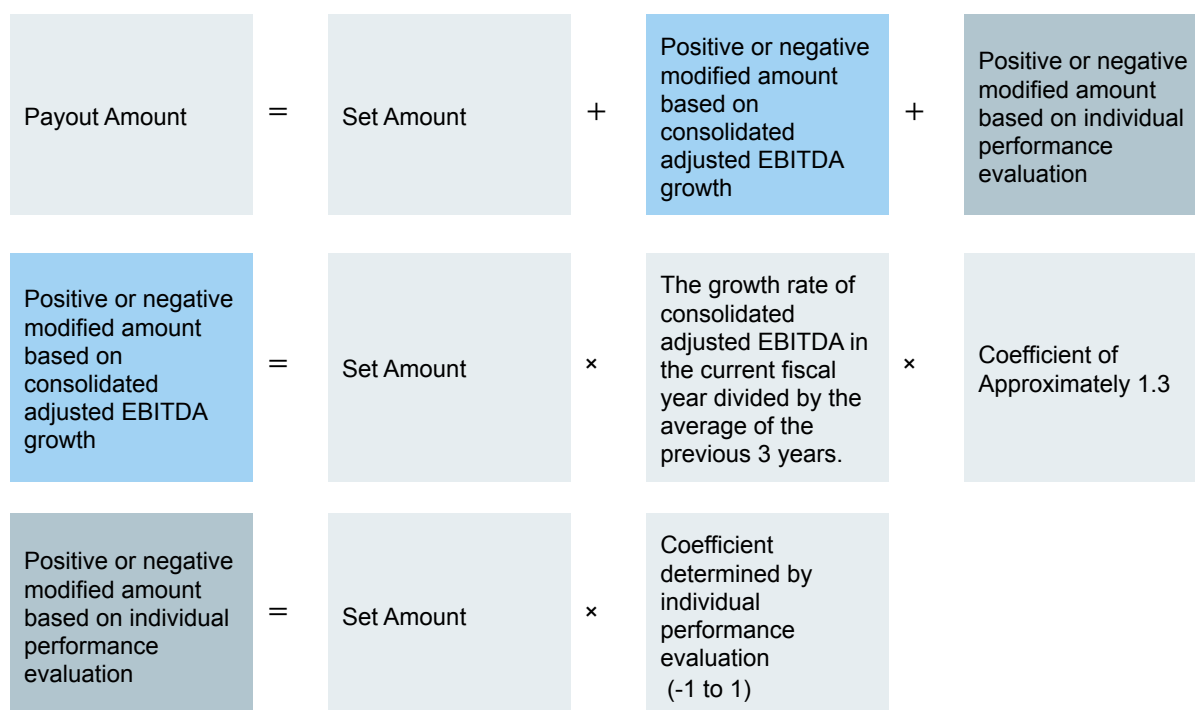 Payout Amount
=
Set Amount
+
Positive or negative
modified amount
based on
consolidated
adjusted EBITDA
growth
+
Positive or negative
modified amount
based on individual
performance
evaluation
Positive or negative
modified amount
based on
consolidated
adjusted EBITDA
growth
=
Set Amount
×
The growth rate of
consolidated
adjusted EBITDA in
the current fiscal
year divided by the
average of the
previous 3 years.
×
Coefficient of
Approximately 1.3
Positive or negative
modified amount
based on individual
performance
evaluation
=
Set Amount
×
Coefficient
determined by
individual
performance
evaluation
(-1 to 1)